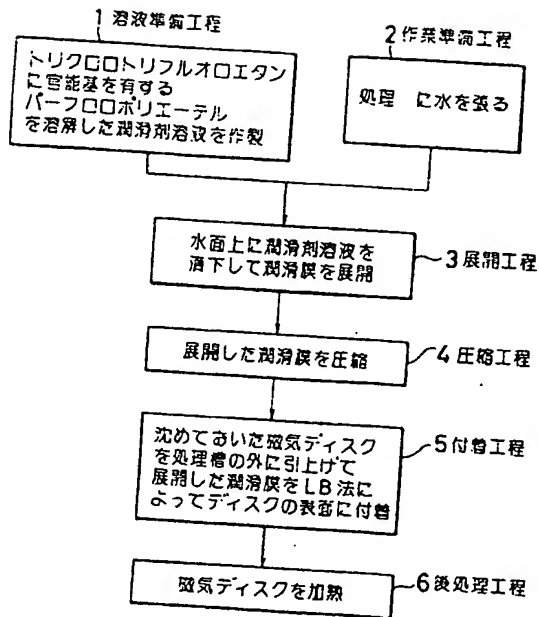 1 溶液準備工程
トリクロロトリフルオロエタン
に官能基を有する
パーフロロポリエーテル
を溶解した潤滑剤溶液を作製
2 作業準備工程
処理 に水を張る
水面上に潤滑剤溶液を
滴下して潤滑膜を展開
3 展開工程
展開した潤滑膜を圧縮
4 圧縮工程
沈めておいた磁気ディスク
を処理槽の外に引上げて
展開した潤滑膜をLB法に
よってディスクの表面に付着
5 付着工程
磁気ディスクを加熱
6 後処理工程